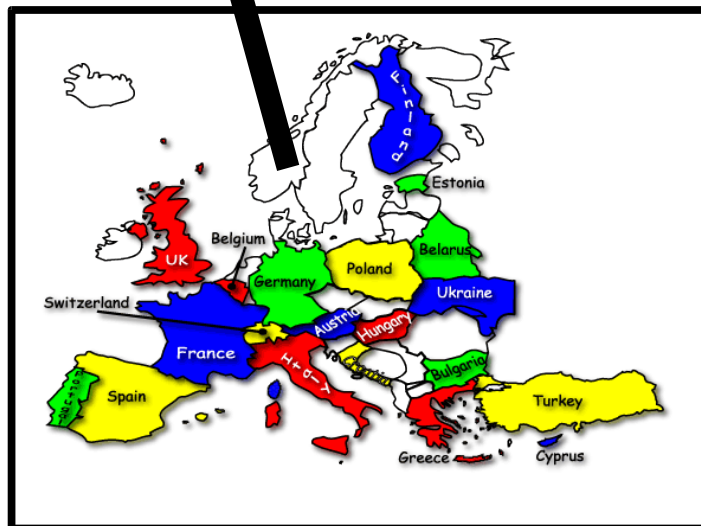 Finland
Estonia
Belgium
Belarus
UK
Germany
Poland
Ukraine
Switzerland
Austria
Hungary
France
Italy
Croatia
Bulgaria
Portugal
Spain
Turkey
Greece
Cyprus